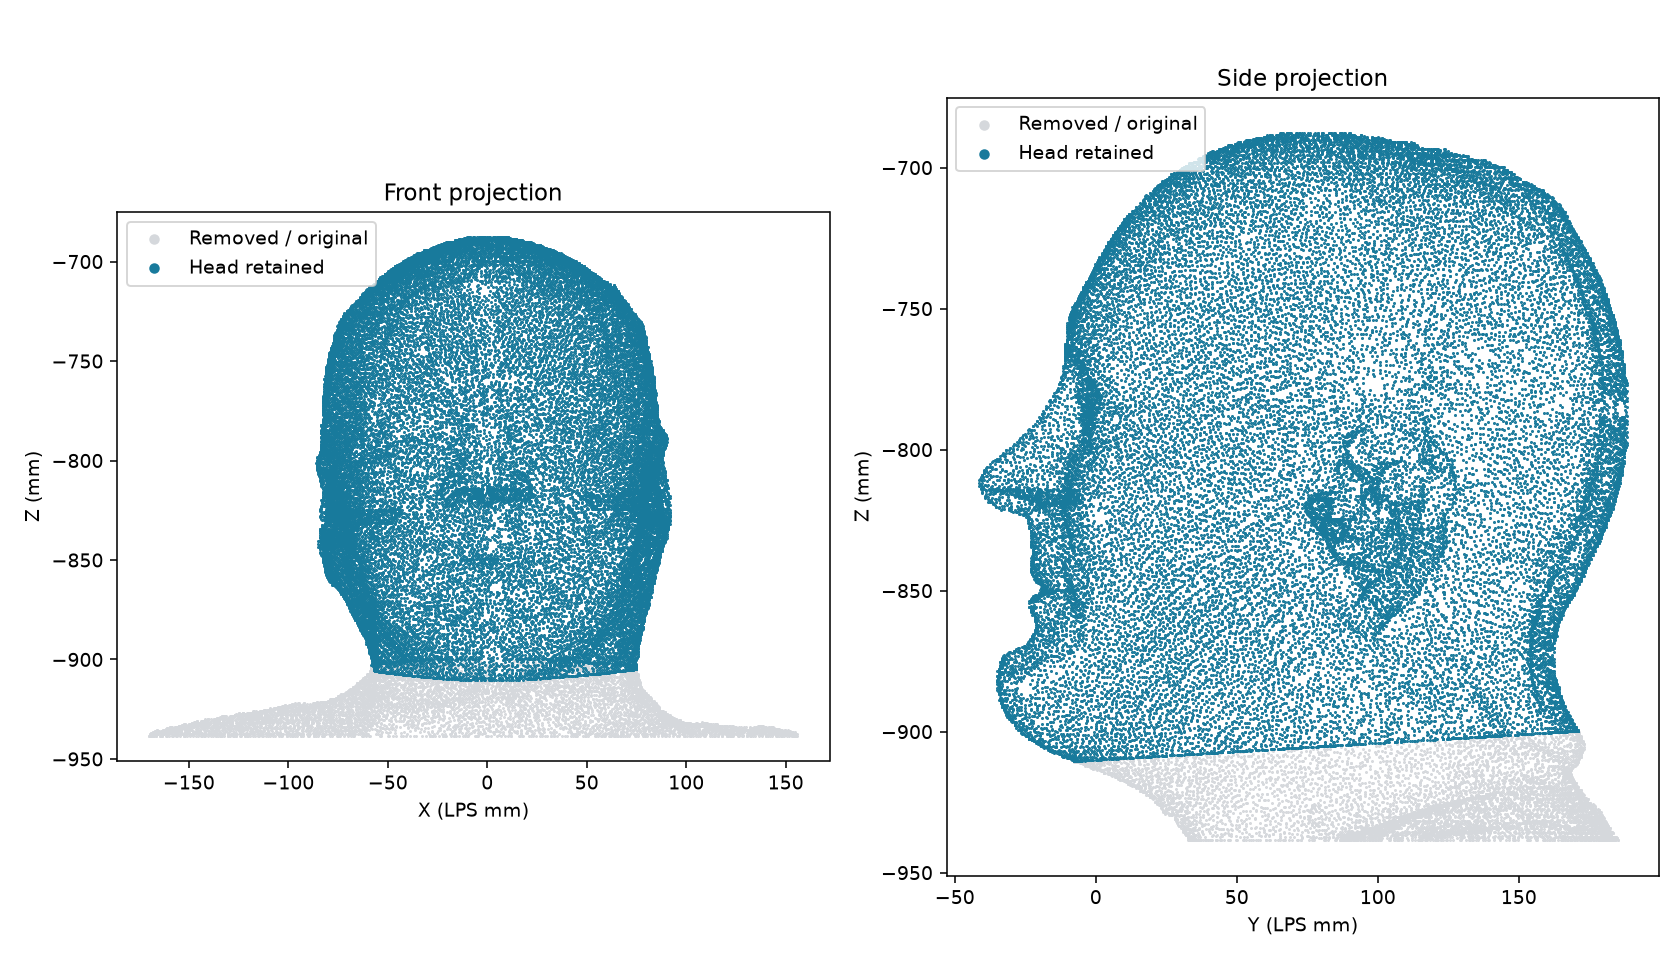 Front projection
Removed / original
Head retained
−700
−750
−800
−850
−900
−950
Z (mm)
−150
−100
−50
0
50
100
150
X (LPS mm)
Side projection
Removed / original
Head retained
−700
−750
−800
−850
−900
−950
Z (mm)
−50
0
50
100
150
Y (LPS mm)